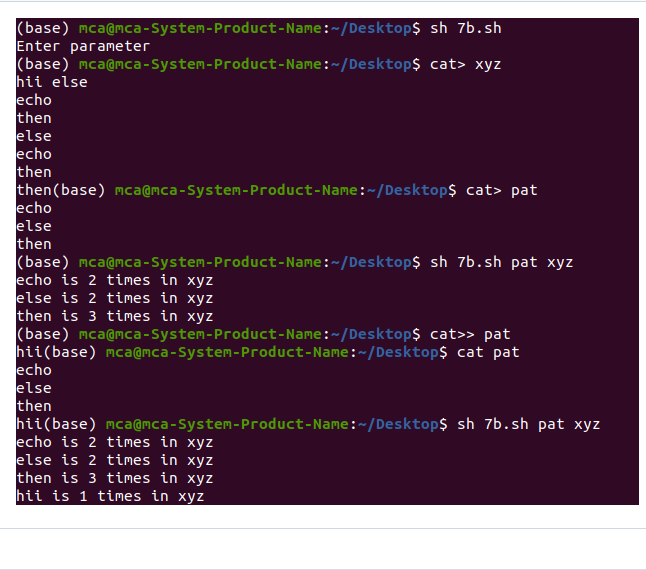 (base) mca@mca-System-Product-Name:~/Desktop$ sh 7b.sh
Enter parameter
(base) mca@mca-System-Product-Name:~/Desktop$ cat> xyz
hii else
echo
then
else
echo
then
then(base) mca@mca-System-Product-Name:~/Desktop$ cat> pat
echo
else
then
(base) mca@mca-System-Product-Name:~/Desktop$ sh 7b.sh pat xyz
echo is 2 times in xyz
else is 2 times in xyz
then is 3 times in xyz
(base) mca@mca-System-Product-Name:~/Desktop$ cat>> pat
hii(base) mca@mca-System-Product-Name:~/Desktop$ cat pat
echo
else
then
hii(base) mca@mca-System-Product-Name:~/Desktop$ sh 7b.sh pat xyz
echo is 2 times in xyz
else is 2 times in xyz
then is 3 times in xyz
hii is 1 times in xyz